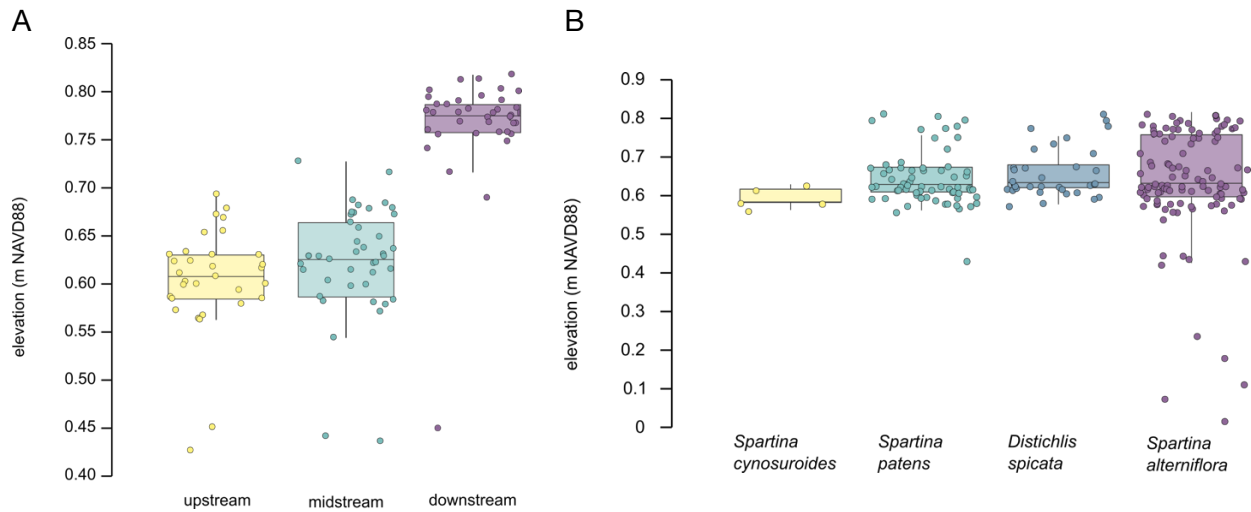 A
elevation (m NAVD88)
0.85
0.80
0.75
0.70
0.65
0.60
0.55
0.50
0.45
0.40
upstream
midstream
downstream
B
elevation (m NAVD88)
0.9
0.8
0.7
0.6
0.5
0.4
0.3
0.2
0.1
0
Spartina
cynosuroides
Spartina
patens
Distichlis
spicata
Spartina
alterniflora